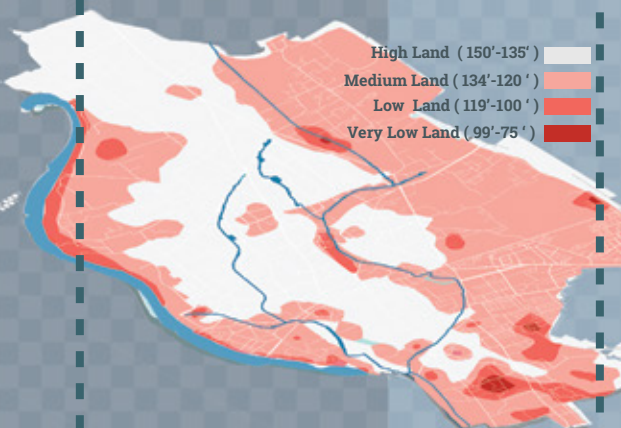 High Land ( 150'-135' )
Medium Land ( 134'-120 ' )
Low Land ( 119'-100 ' )
Very Low Land ( 99'-75 ' )